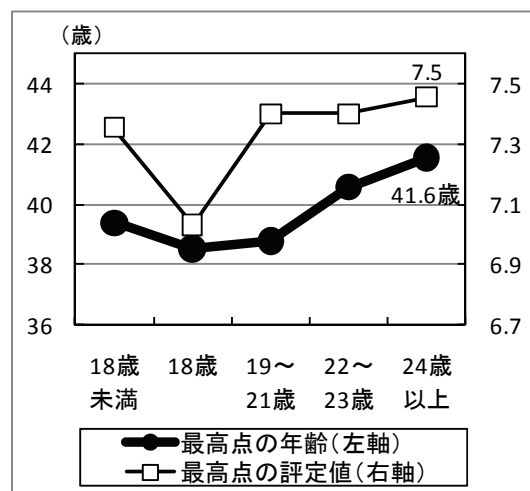 （歳）
44
42
40
38
36
7.5
7.3
7.1
6.9
6.7
7.5
41.6歳
18歳
未満
18歳
19～
21歳
22～
23歳
24歳
以上
最高点の年齢（左軸）
最高点の評定値（右軸）